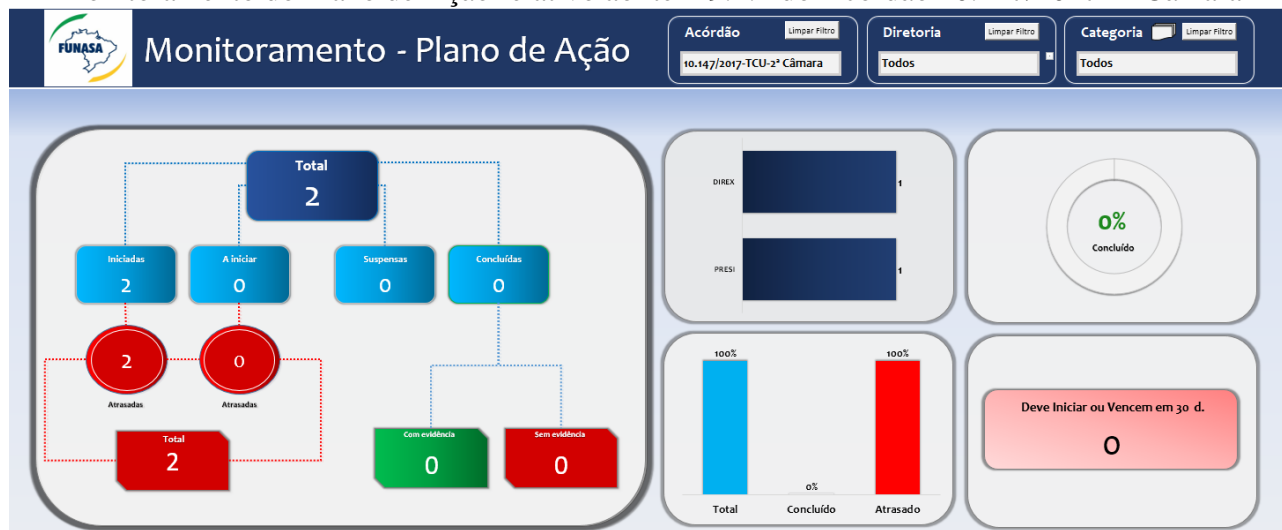 FUNASA
Monitoramento - Plano de Ação
Acórdão
Limpar Filtro
10.147/2017-TCU-2ª Câmara
Diretoria
Limpar Filtro
Todos
Categoria
Limpar Filtro
Todos
Total
2
Iniciadas
2
A iniciar
0
Suspensas
0
Concluídas
0
2
Atrasadas
0
Atrasadas
Total
2
Com evidência
0
Sem evidência
0
DIREX
1
PRESI
1
0%
Concluído
100%
0%
100%
Total
Concluído
Atrasado
Deve Iniciar ou Vencem em 30 d.
0